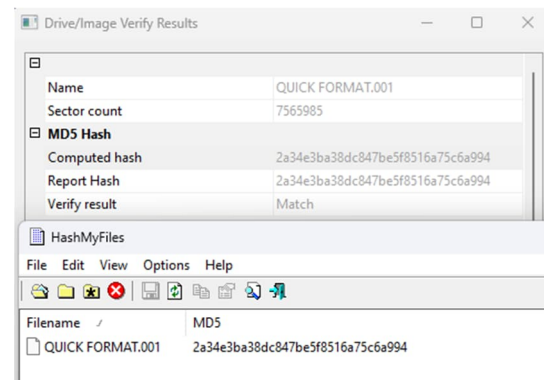 Drive/Image Verify Results
Name QUICK FORMAT.001
Sector count 7565985
MD5 Hash
Computed hash 2a34e3ba38dc847be5f8516a75c6a994
Report Hash 2a34e3ba38dc847be5f8516a75c6a994
Verify result Match
HashMyFiles
File Edit View Options Help
Filename / MD5
QUICK FORMAT.001 2a34e3ba38dc847be5f8516a75c6a994